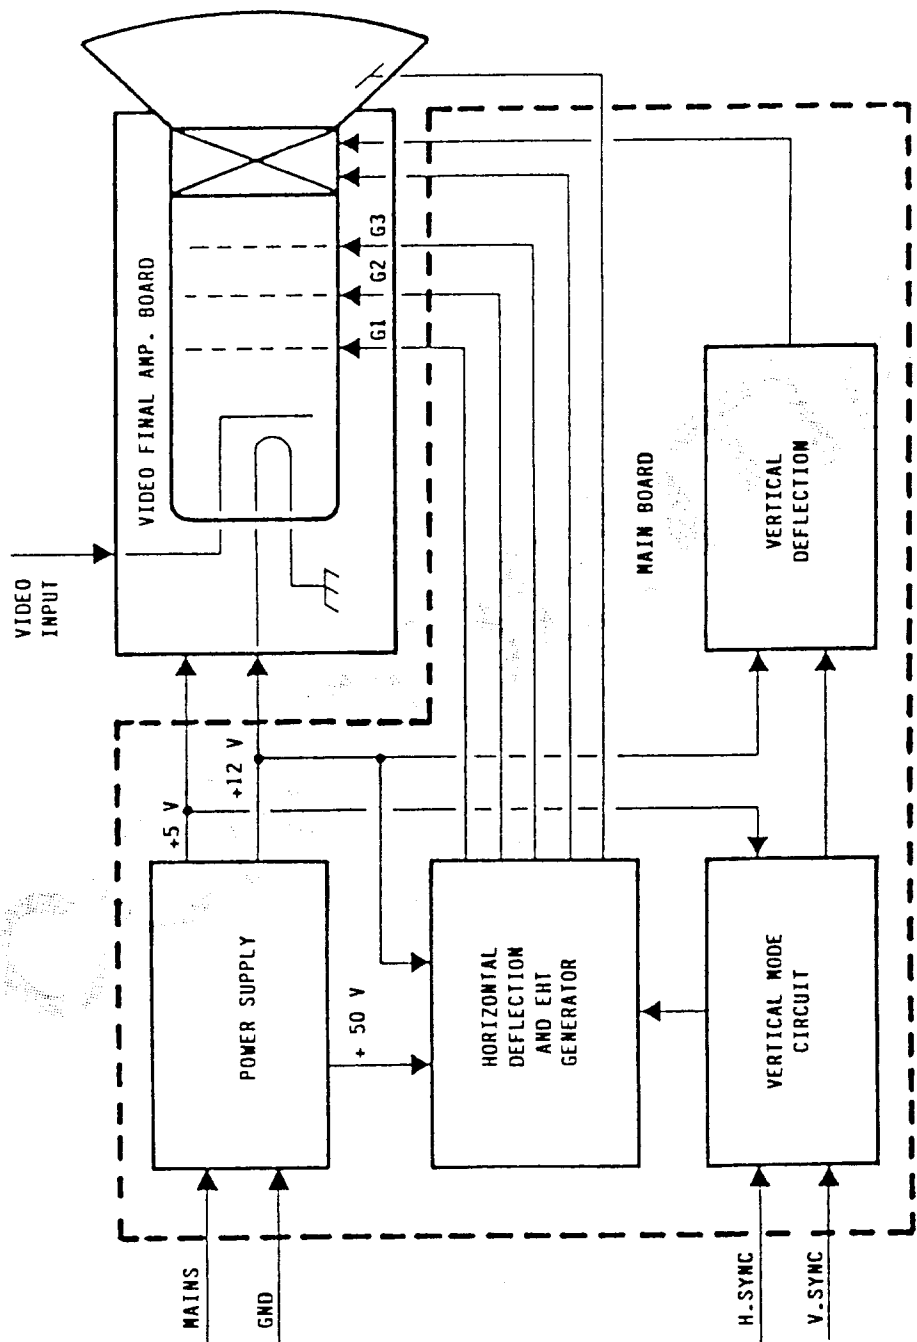 VIDEO
INPUT
VIDEO FINAL AMP. BOARD
G1
G2
G3
+5 V
+12 V
MAIN BOARD
MAINS
GND
POWER SUPPLY
+ 50 V
HORIZONTAL
DEFLECTION
AND EHT
GENERATOR
VERTICAL
DEFLECTION
H.SYNC
V.SYNC
VERTICAL MODE
CIRCUIT